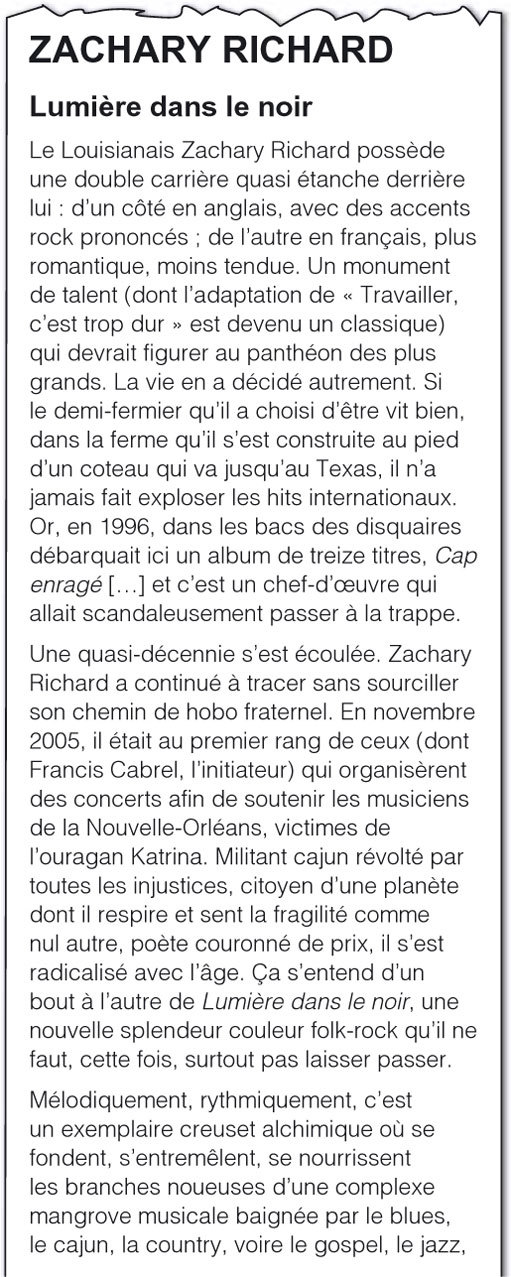 ZACHARY RICHARD
Lumière dans le noir
Le Louisianais Zachary Richard possède
une double carrière quasi étanche derrière
lui : d'un côté en anglais, avec des accents
rock prononcés ; de l'autre en français, plus
romantique, moins tendue. Un monument
de talent (dont l'adaptation de « Travailler,
c'est trop dur » est devenu un classique)
qui devrait figurer au panthéon des plus
grands. La vie en a décidé autrement. Si
le demi-fermier qu'il a choisi d'être vit bien,
dans la ferme qu'il s'est construite au pied
d'un coteau qui va jusqu'au Texas, il n'a
jamais fait exploser les hits internationaux.
Or, en 1996, dans les bacs des disquaires
débarquait ici un album de treize titres, Cap
enragé […] et c'est un chef-d'œuvre qui
allait scandaleusement passer à la trappe.
Une quasi-décennie s'est écoulée. Zachary
Richard a continué à tracer sans sourciller
son chemin de hobo fraternel. En novembre
2005, il était au premier rang de ceux (dont
Francis Cabrel, l'initiateur) qui organisèrent
des concerts afin de soutenir les musiciens
de la Nouvelle-Orléans, victimes de
l'ouragan Katrina. Militant cajun révolté par
toutes les injustices, citoyen d'une planète
dont il respire et sent la fragilité comme
nul autre, poète couronné de prix, il s'est
radicalisé avec l'âge. Ça s'entend d'un
bout à l'autre de Lumière dans le noir, une
nouvelle splendeur couleur folk-rock qu'il ne
faut, cette fois, surtout pas laisser passer.
Mélodiquement, rythmiquement, c'est
un exemplaire creuset alchimique où se
fondent, s'entremêlent, se nourrissent
les branches noueuses d'une complexe
mangrove musicale baignée par le blues,
le cajun, la country, voire le gospel, le jazz,